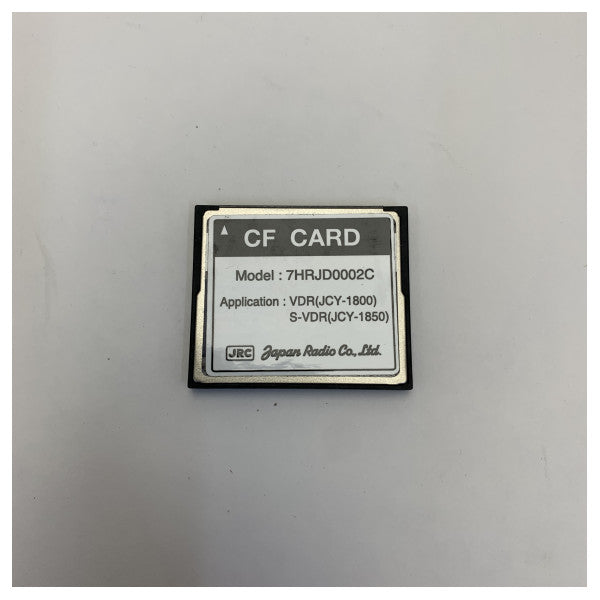 CF CARD
Model : 7HRJD0002C
Application : VDR(JCY-1800)
S-VDR(JCY-1850)
JRC Japan Radio Co., Ltd.